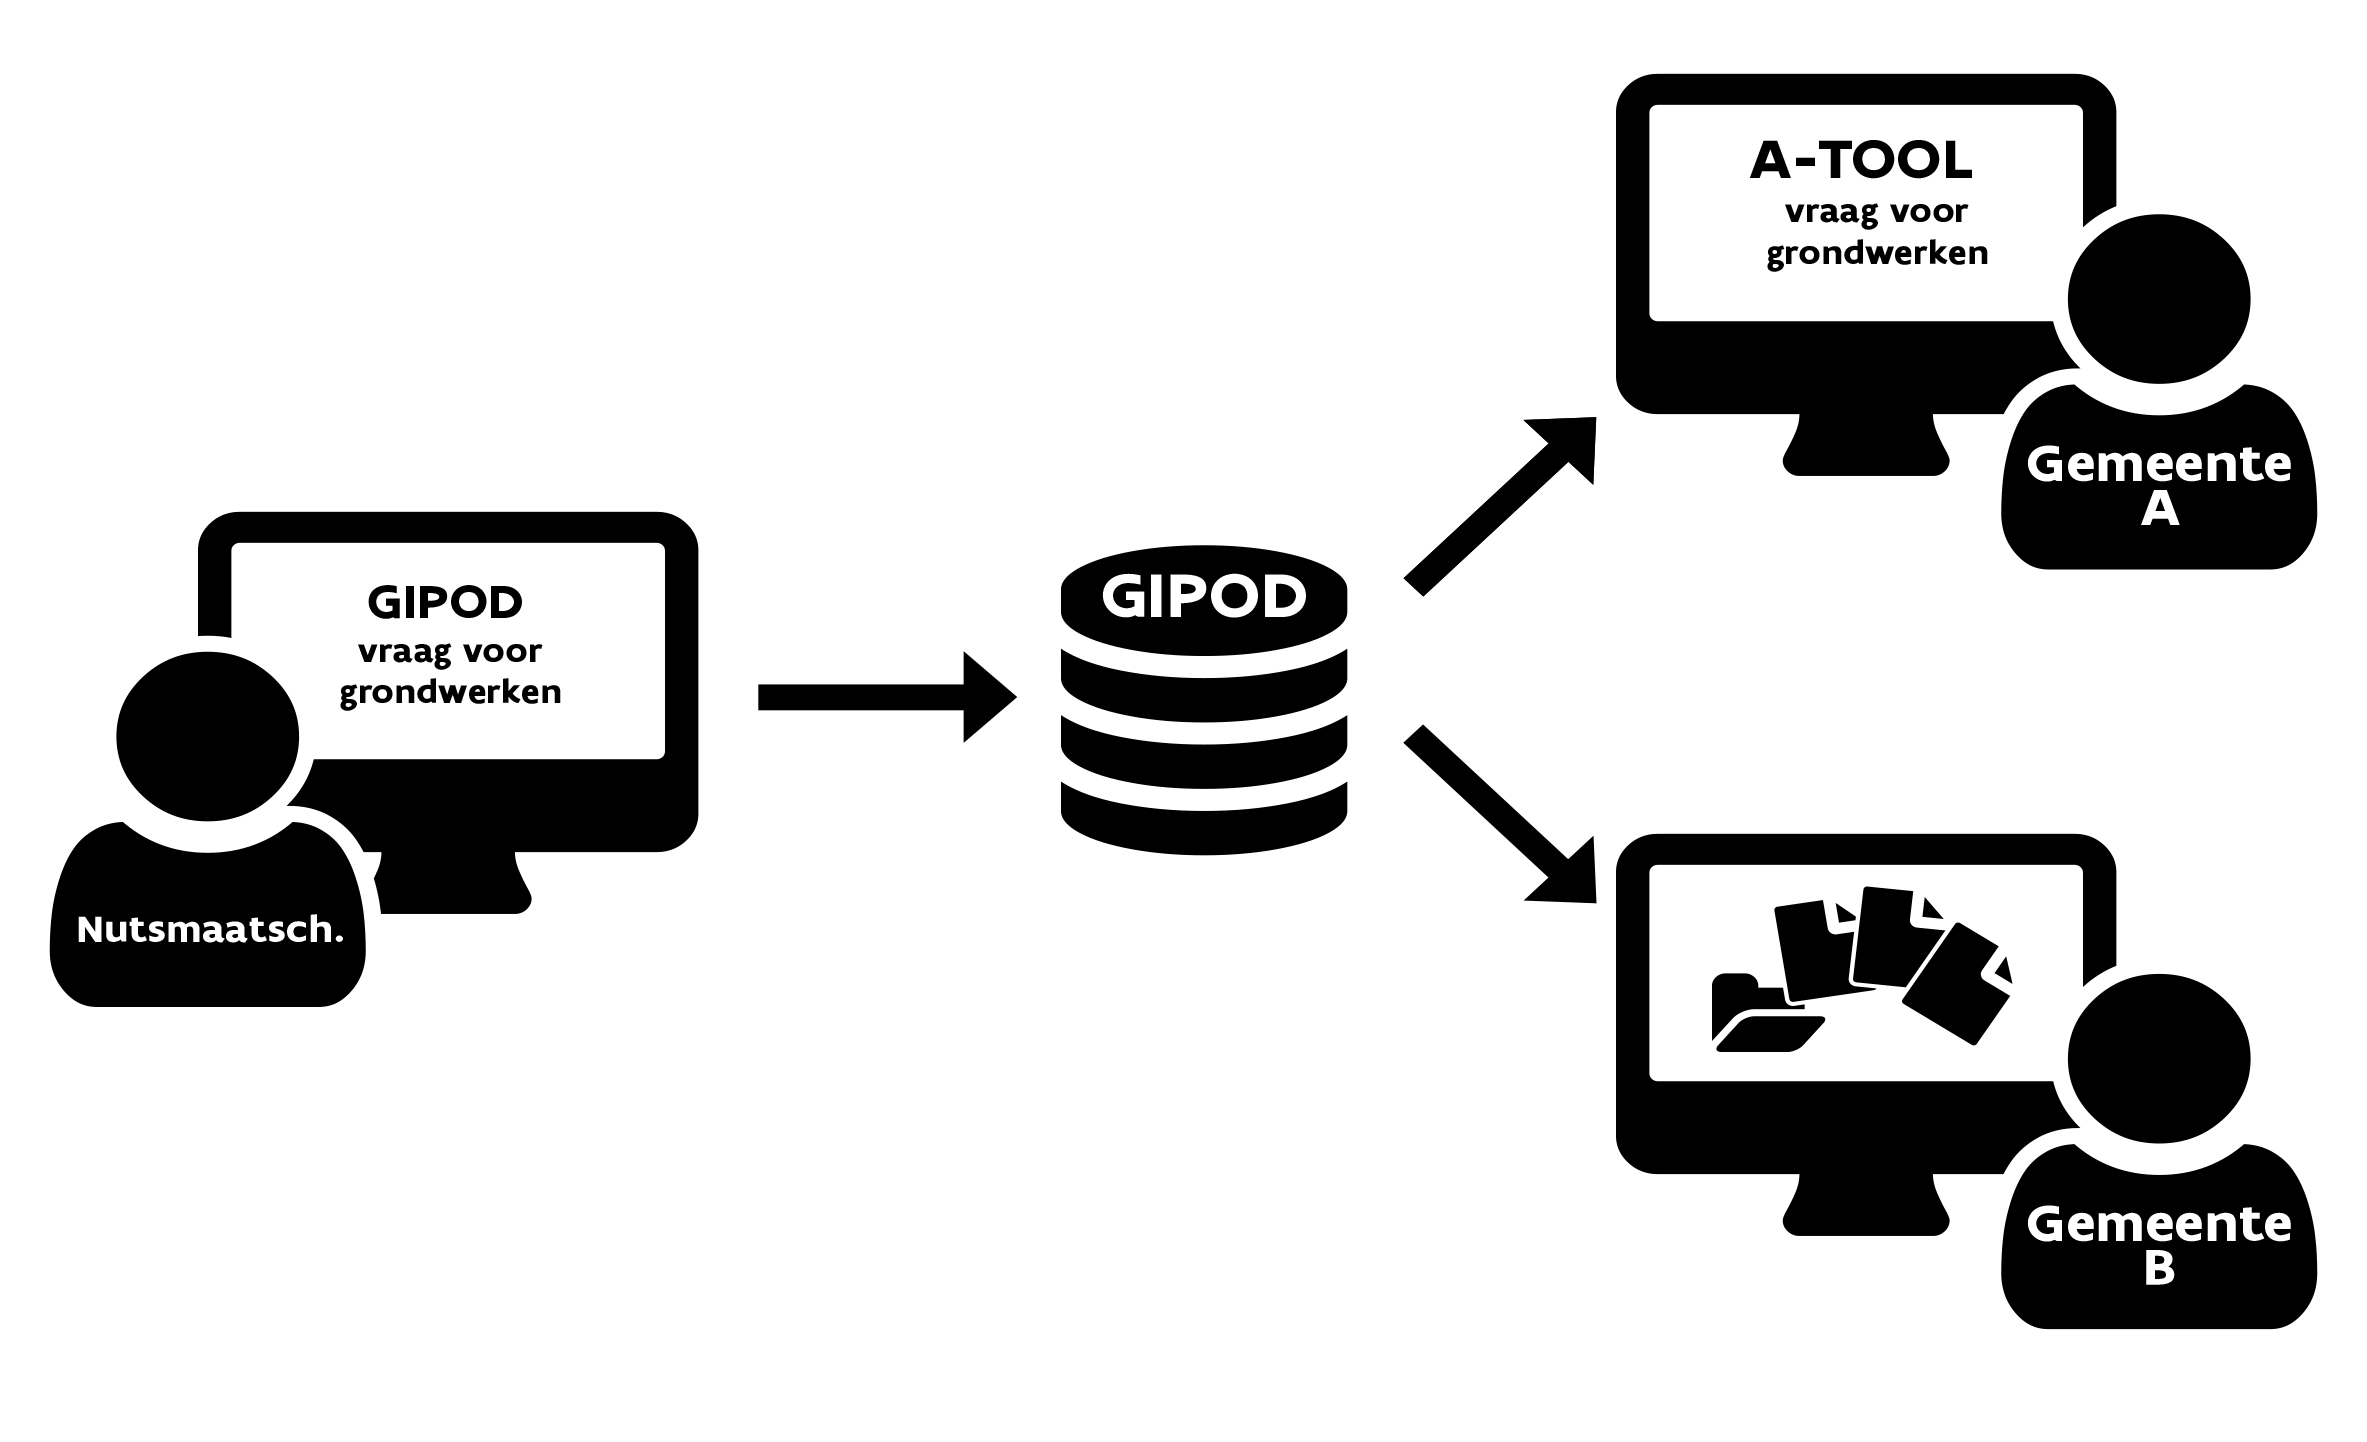 GIPOD
vraag voor
grondwerken
Nutsmaatsch.
GIPOD
A-TOOL
vraag voor
grondwerken
Gemeente
A
Gemeente
B